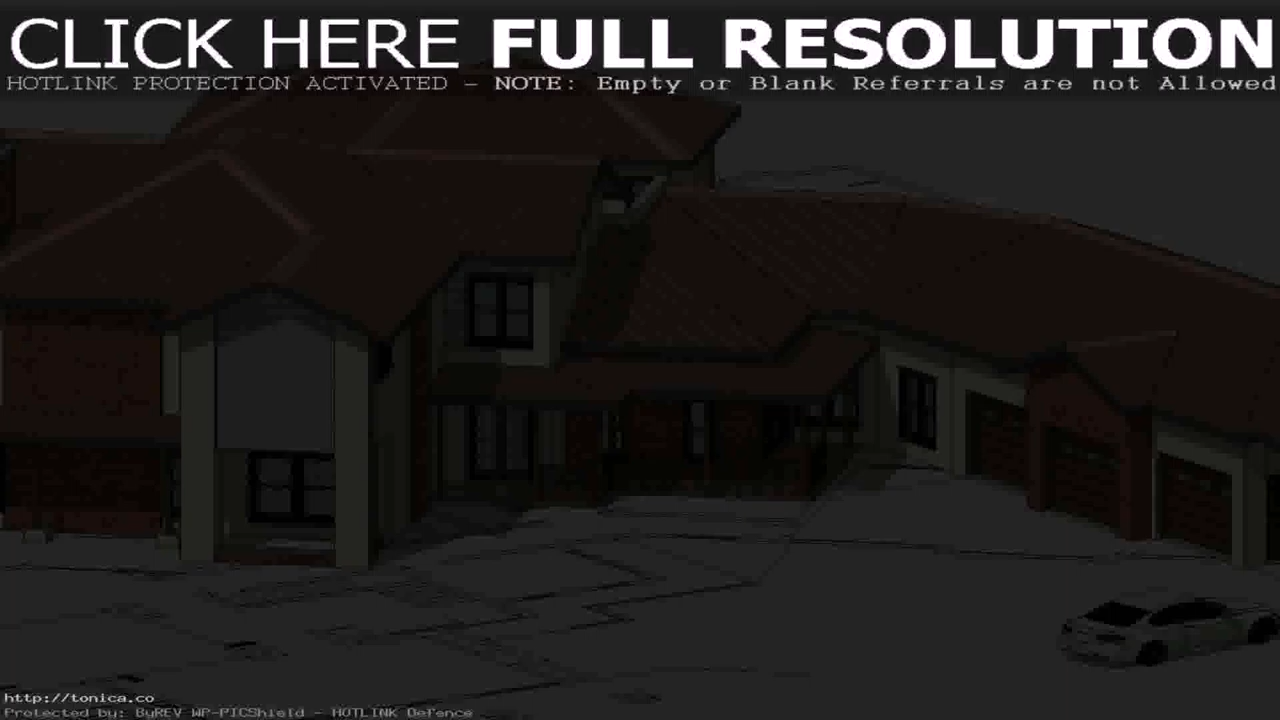 CLICK HERE FULL RESOLUTION
HOTLINK PROTECTION ACTIVATED - NOTE: Empty or Blank Referrals are not Allowed
http://tonica.co
Protected by: ByREV WP-PICShield - HOTLINK Defence